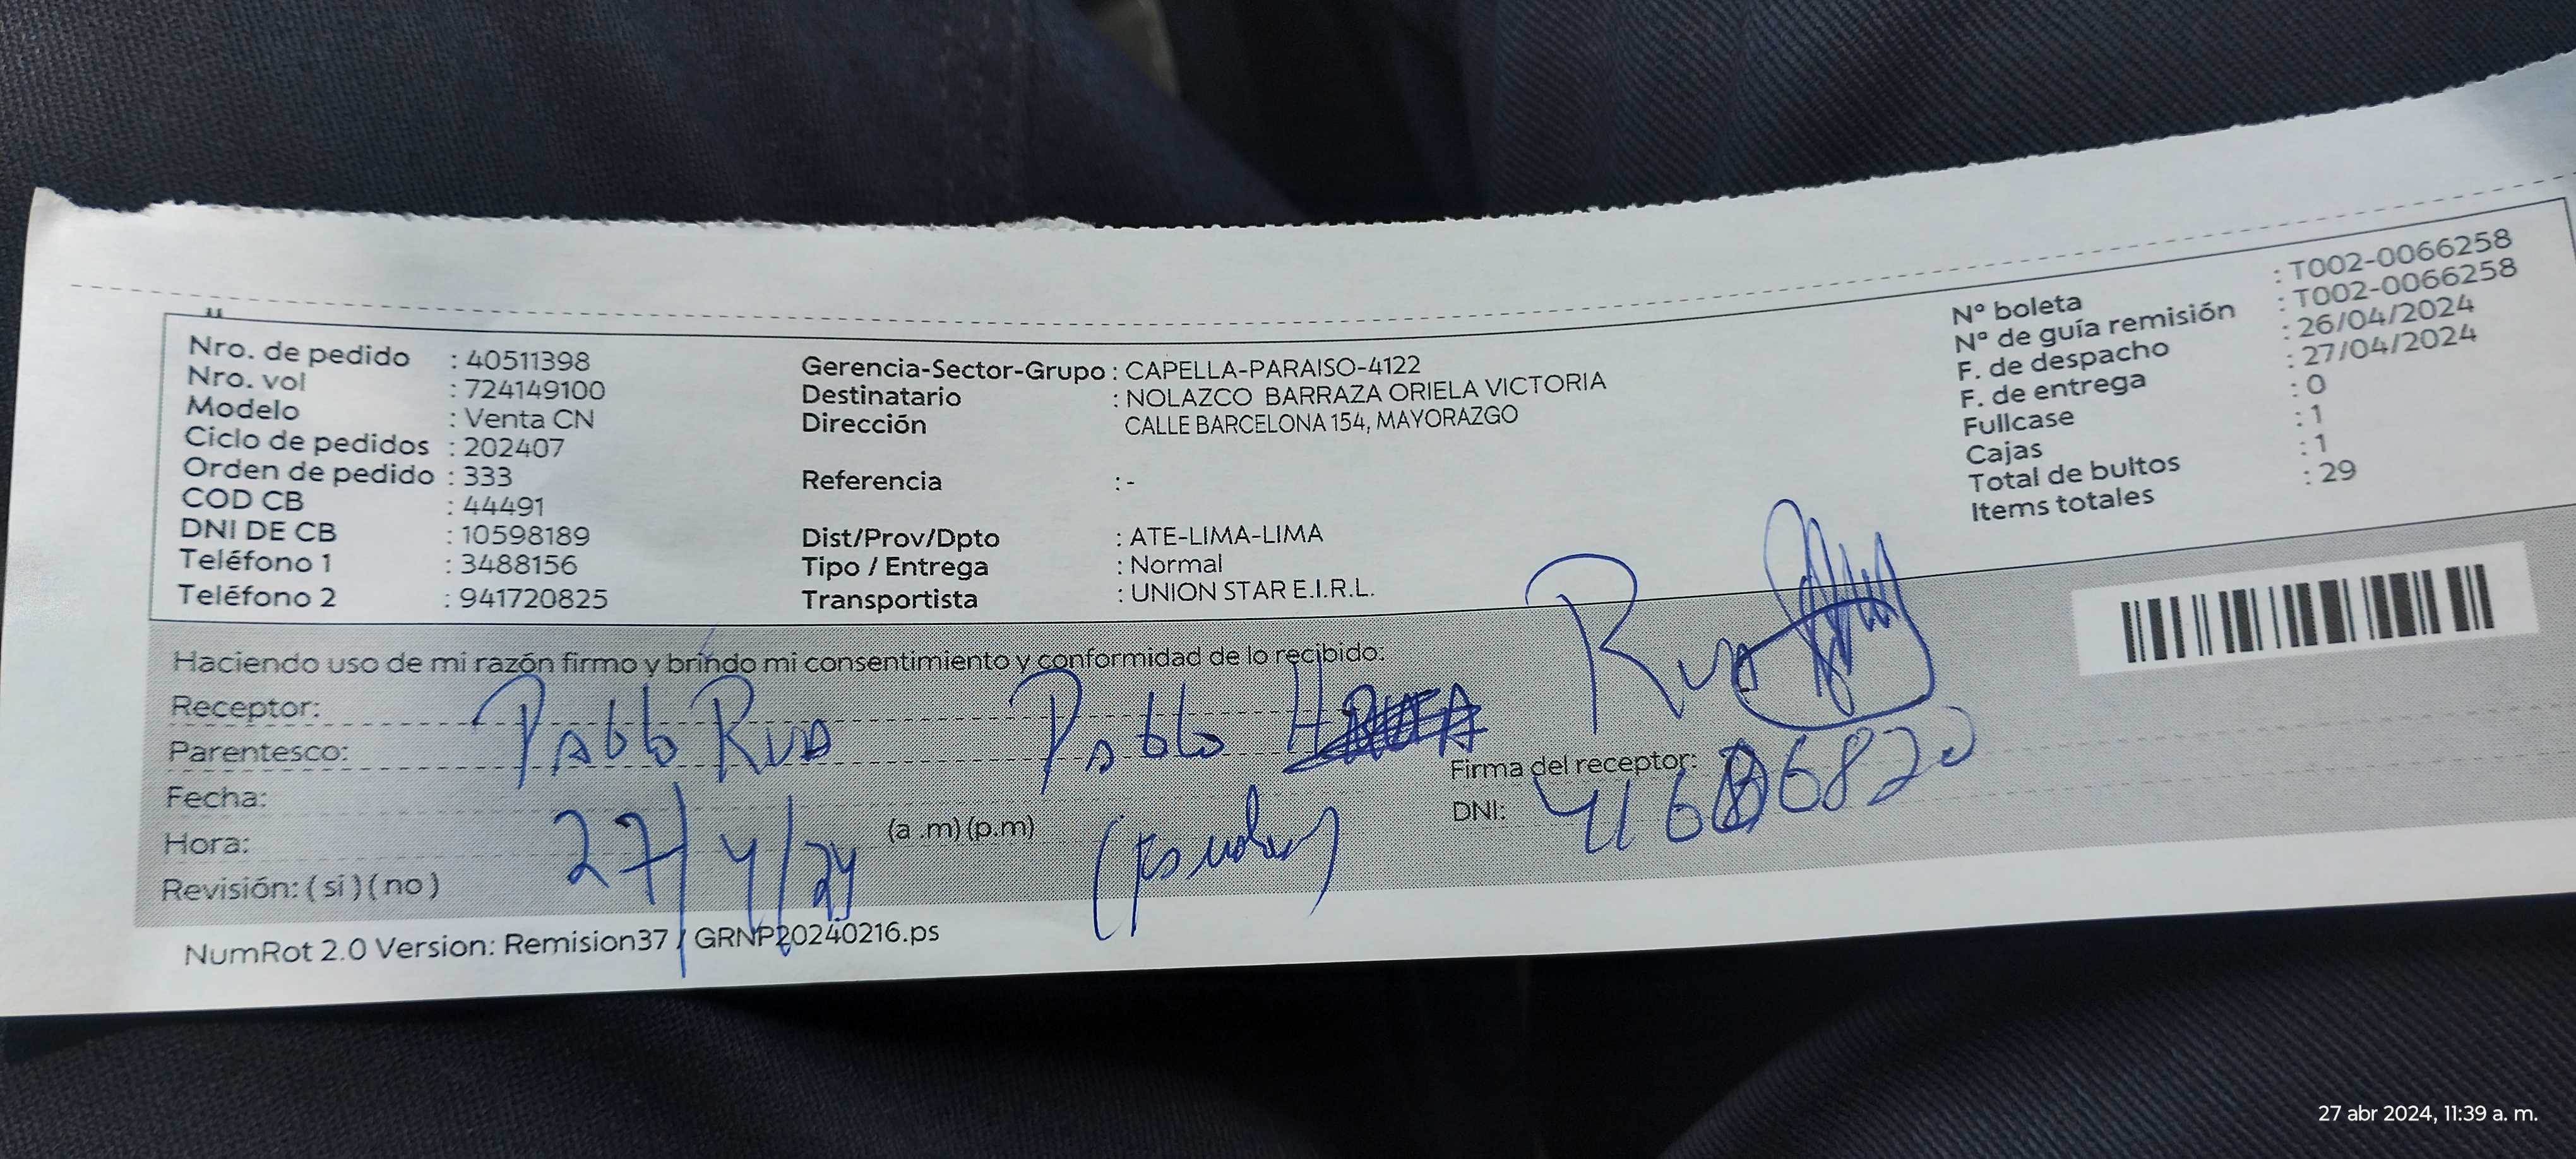 Nro. de pedido : 40511398
Nro. vol : 724149100
Modelo : Venta CN
Ciclo de pedidos : 202407
Orden de pedido : 333
COD CB : 44491
DNI DE CB : 10598189
Teléfono 1 : 3488156
Teléfono 2 : 941720825
Gerencia-Sector-Grupo : CAPELLA-PARAISO-4122
Destinatario : NOLAZCO BARRAZA ORIELA VICTORIA
Dirección CALLE BARCELONA 154, MAYORAZGO
Referencia : -
Dist/Prov/Dpto : ATE-LIMA-LIMA
Tipo / Entrega : Normal
Transportista : UNION STAR E.I.R.L.
N° boleta : T002-0066258
N° de guía remisión : T002-0066258
F. de despacho : 26/04/2024
F. de entrega : 27/04/2024
Fullcase : 0
Cajas : 1
Total de bultos : 1
Items totales : 29
Haciendo uso de mi razón firmo y brindo mi consentimiento y conformidad de lo recibido:
Receptor: Pablo Rua Pablo
Parentesco:
Fecha: 27/4/24
Hora: (a .m) (p.m)
Revisión: ( si ) ( no )
Rua
Firma del receptor:
DNI:
NumRot 2.0 Version: Remision37 / GRNP20240216.ps
27 abr 2024, 11:39 a. m.